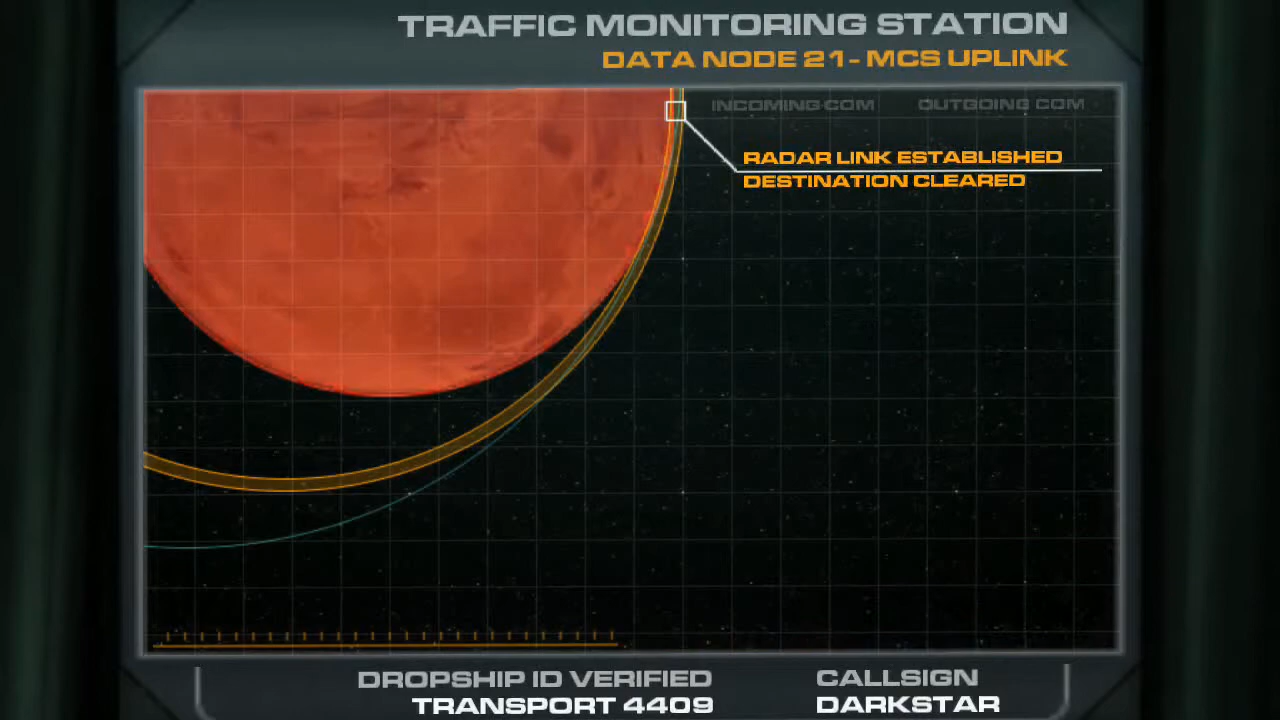 TRAFFIC MONITORING STATION
DATA NODE 21 - MCS UPLINK
INCOMING COM OUTGOING COM
RADAR LINK ESTABLISHED
DESTINATION CLEARED
DROPSHIP ID VERIFIED CALLSIGN
TRANSPORT 4409 DARKSTAR